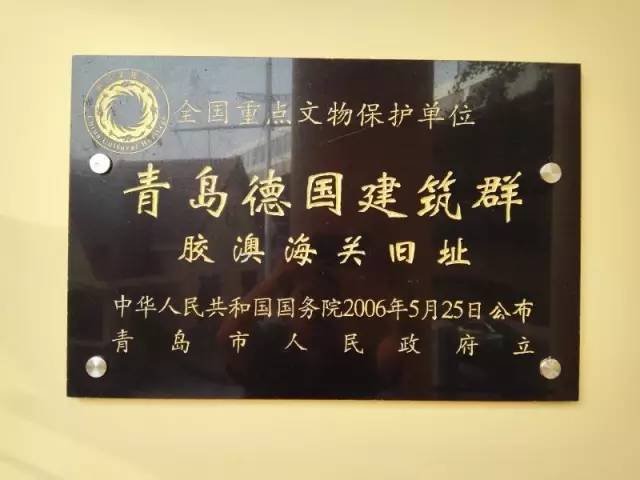 全国重点文物保护单位
青岛德国建筑群
胶澳海关旧址
中华人民共和国国务院2006年5月25日公布
青岛市人民政府立